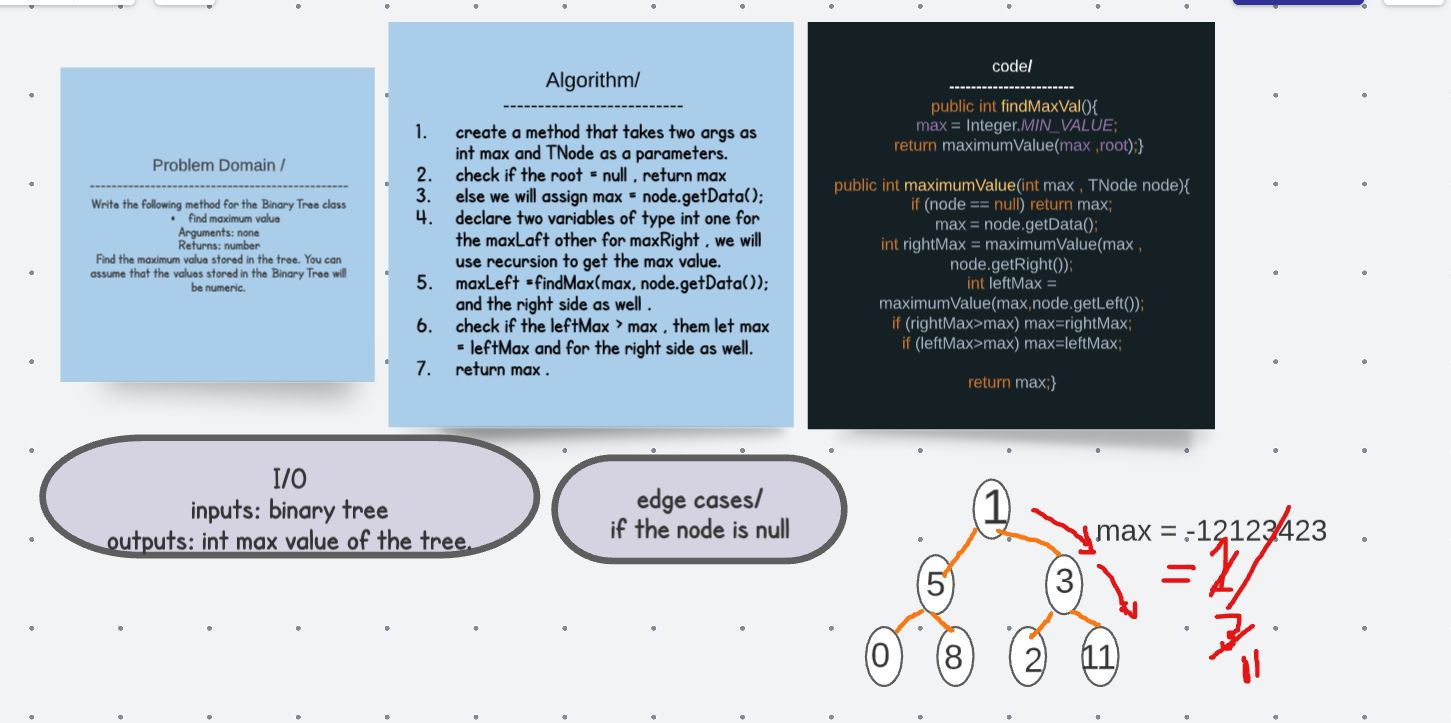 Problem Domain /
------------------------------------------------
Write the following method for the Binary Tree class
• find maximum value
Arguments: none
Returns: number
Find the maximum value stored in the tree. You can
assume that the values stored in the Binary Tree will
be numeric.
Algorithm/
--------------------------
1. create a method that takes two args as
int max and TNode as a parameters.
2. check if the root = null , return max
3. else we will assign max = node.getData();
4. declare two variables of type int one for
the maxLaft other for maxRight , we will
use recursion to get the max value.
5. maxLeft =findMax(max, node.getData());
and the right side as well .
6. check if the leftMax > max , them let max
= leftMax and for the right side as well.
7. return max .
code/
-----------------------
public int findMaxVal(){
max = Integer.MIN_VALUE;
return maximumValue(max ,root);}
public int maximumValue(int max , TNode node){
if (node == null) return max;
max = node.getData();
int rightMax = maximumValue(max ,
node.getRight());
int leftMax =
maximumValue(max,node.getLeft());
if (rightMax>max) max=rightMax;
if (leftMax>max) max=leftMax;
return max;}
I/O
inputs: binary tree
outputs: int max value of the tree.
edge cases/
if the node is null
1
max = -12123423
= 1
5
3
3
0
8
2
11
11